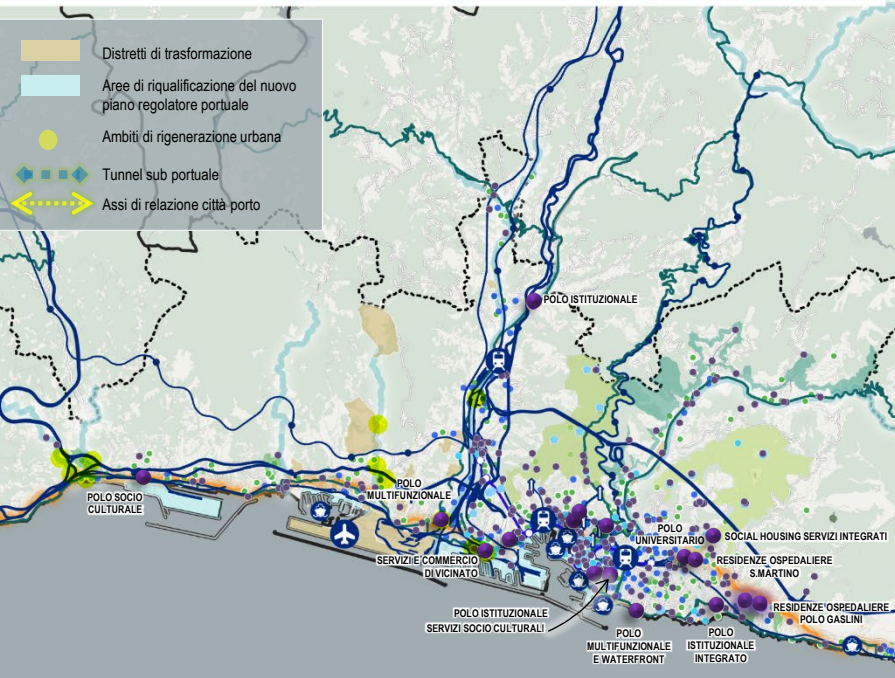 Distretti di trasformazione
Aree di riqualificazione del nuovo
piano regolatore portuale
Ambiti di rigenerazione urbana
Tunnel sub portuale
Assi di relazione città porto
POLO ISTITUZIONALE
POLO SOCIO
CULTURALE
POLO
MULTIFUNZIONALE
SERVIZI E COMMERCIO
DI VICINATO
POLO
UNIVERSITARIO
SOCIAL HOUSING SERVIZI INTEGRATI
RESIDENZE OSPEDALIERE
S.MARTINO
RESIDENZE OSPEDALIERE
POLO GASLINI
POLO ISTITUZIONALE
SERVIZI SOCIO CULTURALI
POLO
MULTIFUNZIONALE
E WATERFRONT
POLO
ISTITUZIONALE
INTEGRATO